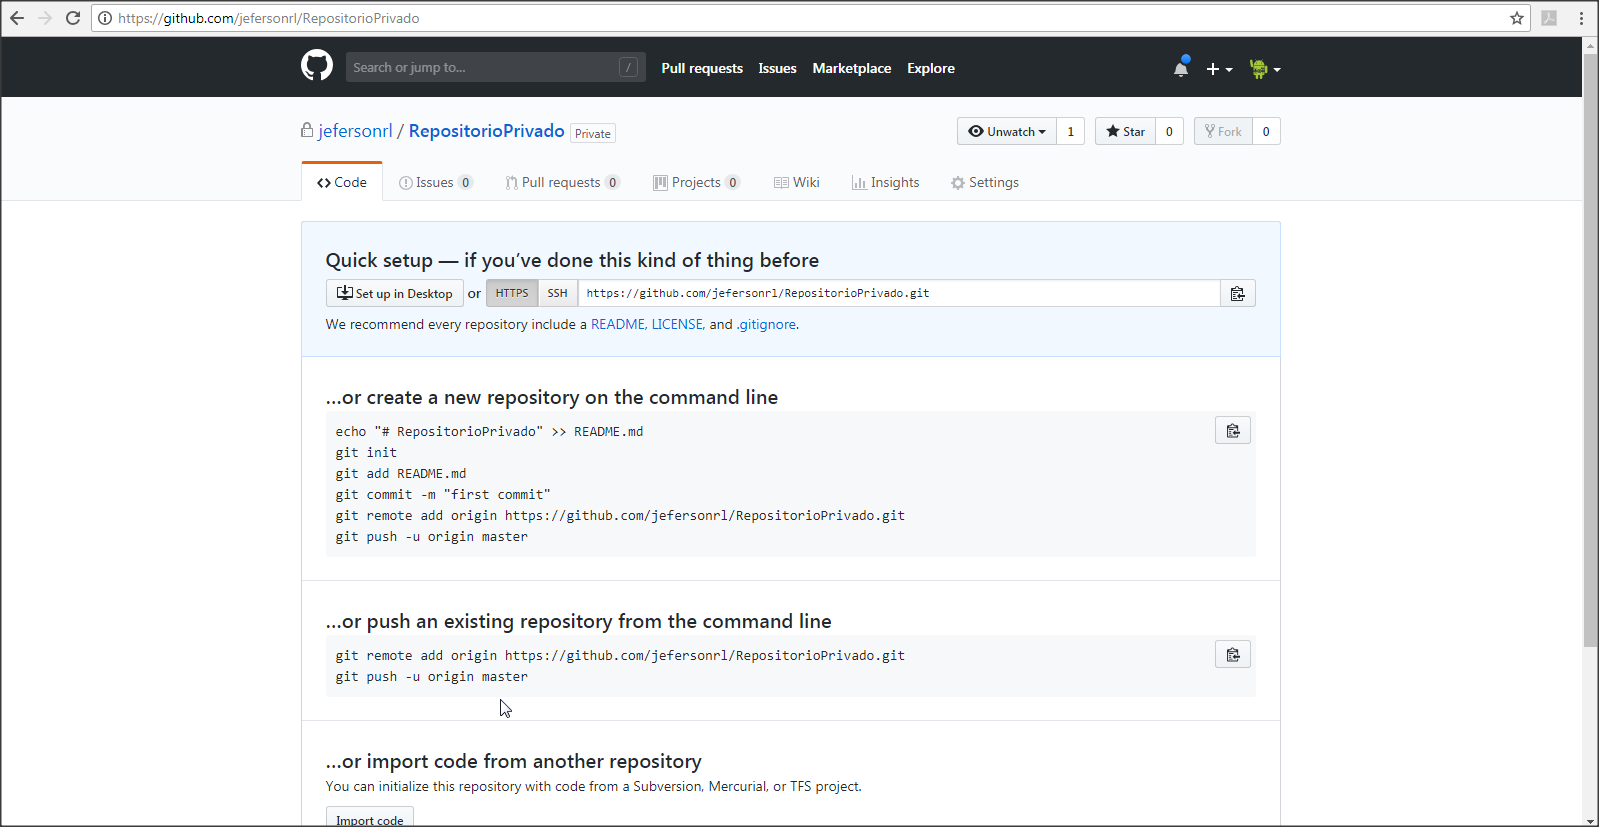 https://github.com/jefersonrl/RepositorioPrivado
Search or jump to... / Pull requests Issues Marketplace Explore
jefersonrl / RepositorioPrivado Private Unwatch 1 Star 0 Fork 0
Code Issues 0 Pull requests 0 Projects 0 Wiki Insights Settings
Quick setup — if you’ve done this kind of thing before
Set up in Desktop or HTTPS SSH https://github.com/jefersonrl/RepositorioPrivado.git
We recommend every repository include a README, LICENSE, and .gitignore.
…or create a new repository on the command line
echo "# RepositorioPrivado" >> README.md
git init
git add README.md
git commit -m "first commit"
git remote add origin https://github.com/jefersonrl/RepositorioPrivado.git
git push -u origin master
…or push an existing repository from the command line
git remote add origin https://github.com/jefersonrl/RepositorioPrivado.git
git push -u origin master
…or import code from another repository
You can initialize this repository with code from a Subversion, Mercurial, or TFS project.
Import code